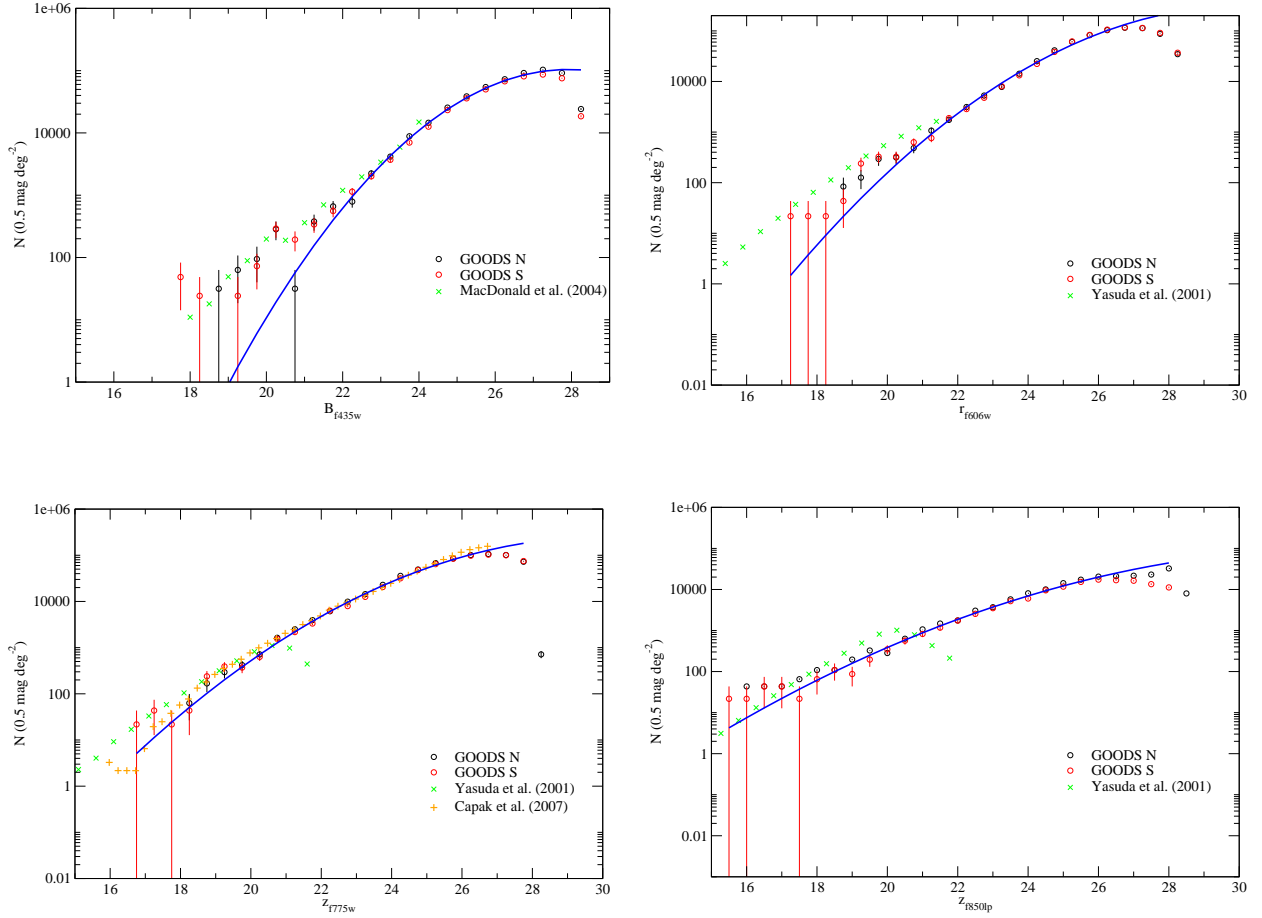 1e+06
10000
100
1
N (0.5 mag deg-2)
GOODS N
GOODS S
MacDonald et al. (2004)
16 18 20 22 24 26 28
Bf435w
10000
100
1
0.01
N (0.5 mag deg-2)
GOODS N
GOODS S
Yasuda et al. (2001)
16 18 20 22 24 26 28 30
rf606w
1e+06
10000
100
1
0.01
N (0.5 mag deg-2)
GOODS N
GOODS S
Yasuda et al. (2001)
Capak et al. (2007)
16 18 20 22 24 26 28 30
zf775w
1e+06
10000
100
1
0.01
N (0.5 mag deg-2)
GOODS N
GOODS S
Yasuda et al. (2001)
16 18 20 22 24 26 28 30
zf850lp